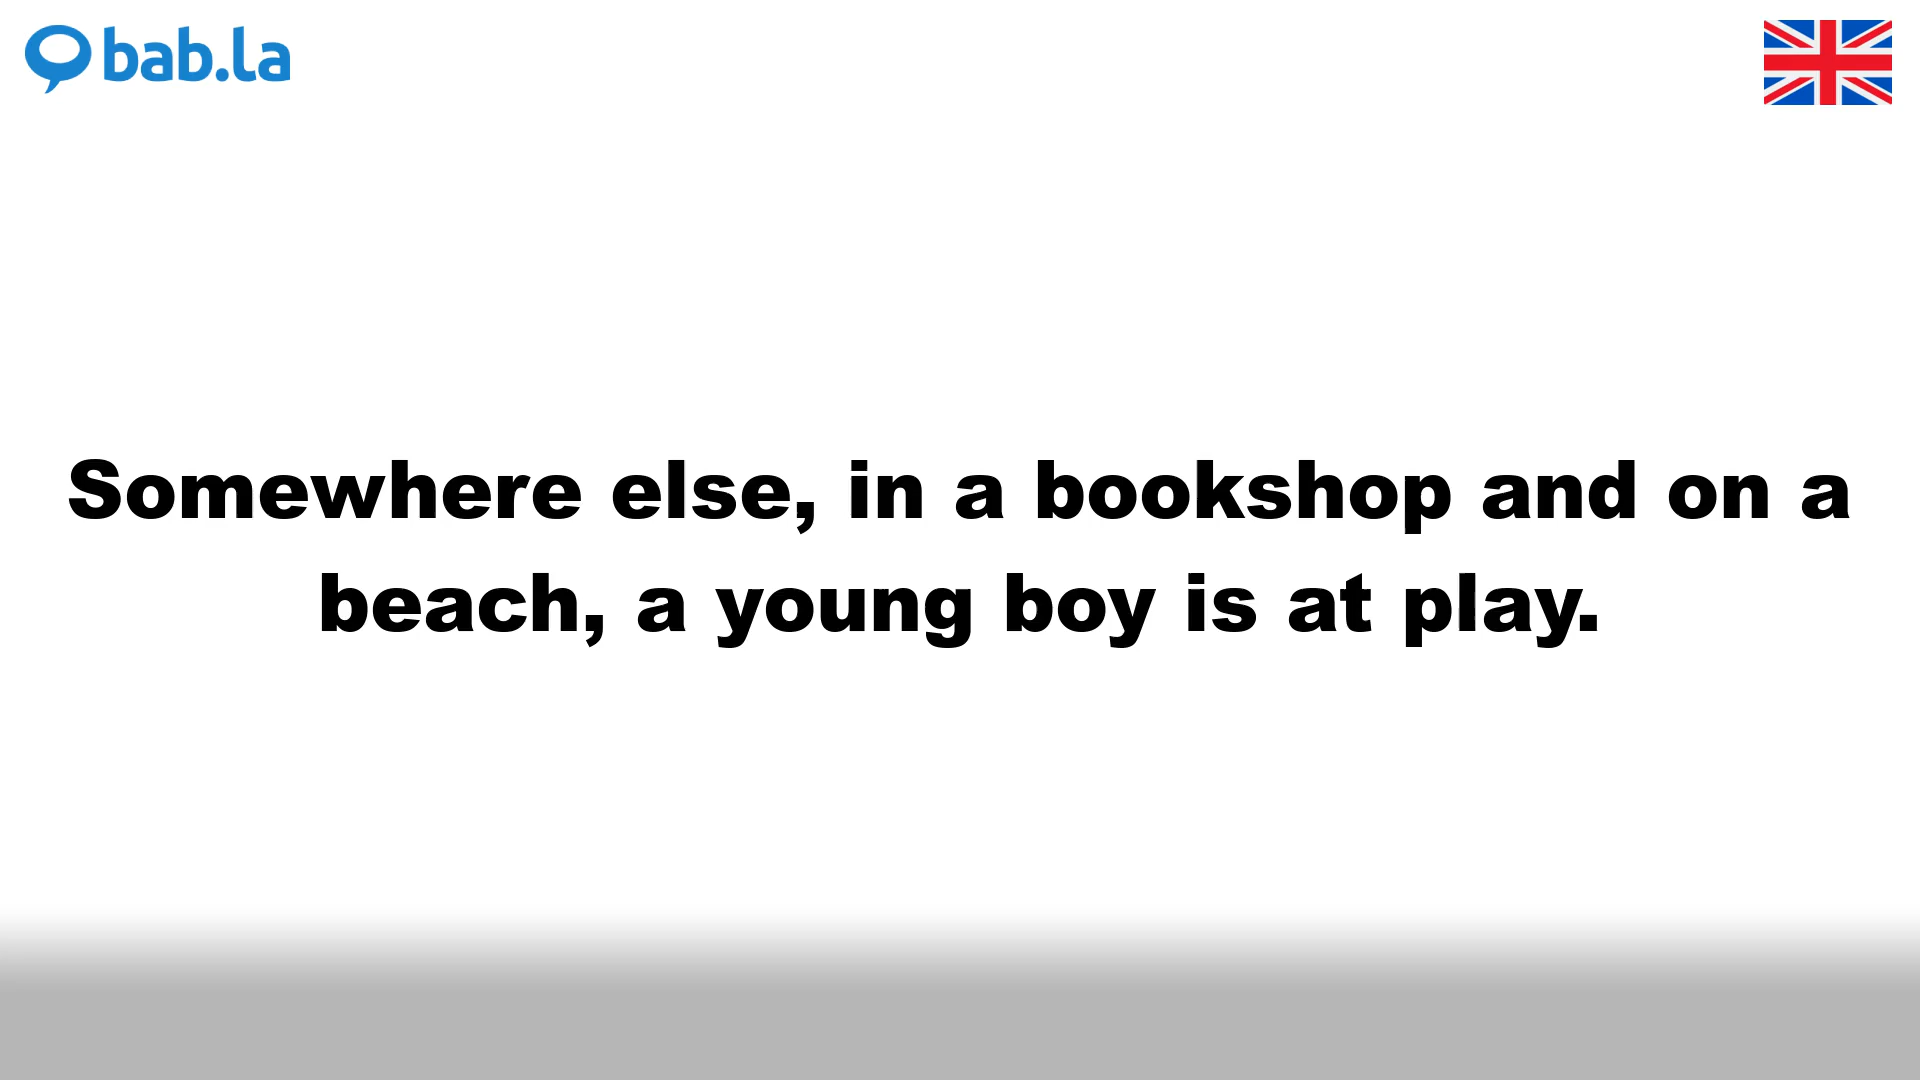 bab.la
Somewhere else, in a bookshop and on a
beach, a young boy is at play.